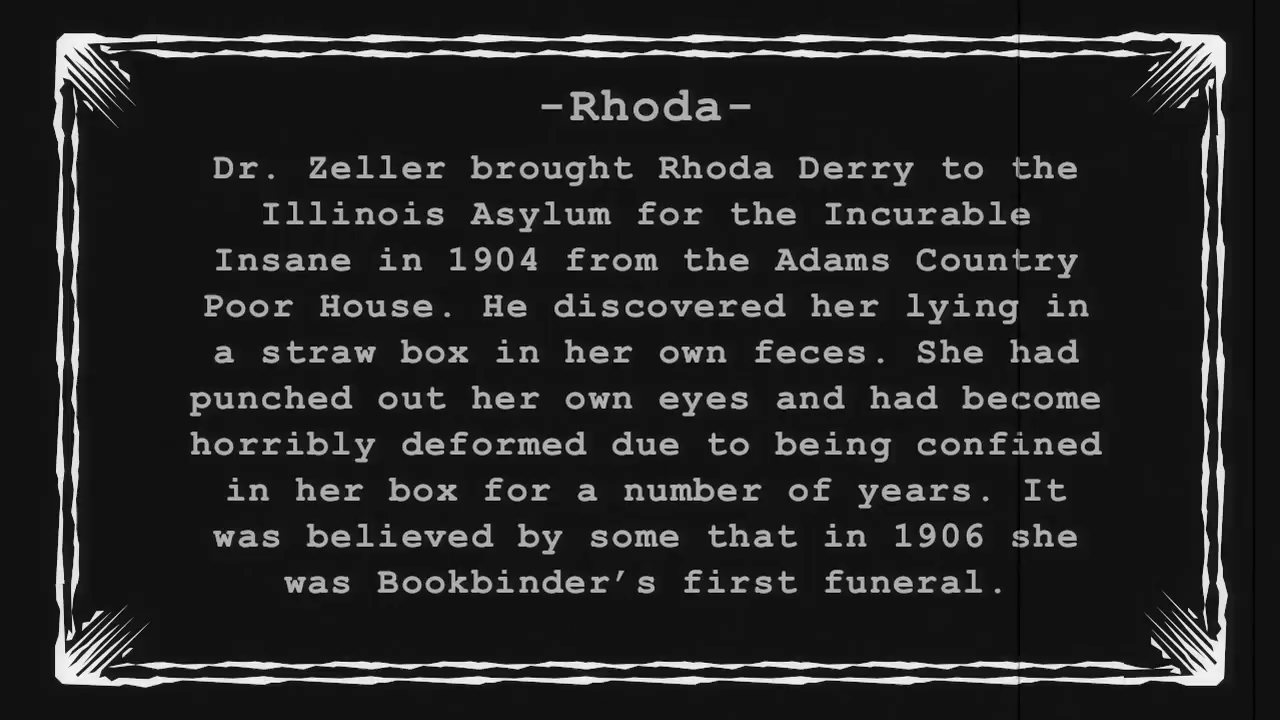 -Rhoda-
Dr. Zeller brought Rhoda Derry to the
Illinois Asylum for the Incurable
Insane in 1904 from the Adams Country
Poor House. He discovered her lying in
a straw box in her own feces. She had
punched out her own eyes and had become
horribly deformed due to being confined
in her box for a number of years. It
was believed by some that in 1906 she
was Bookbinder’s first funeral.